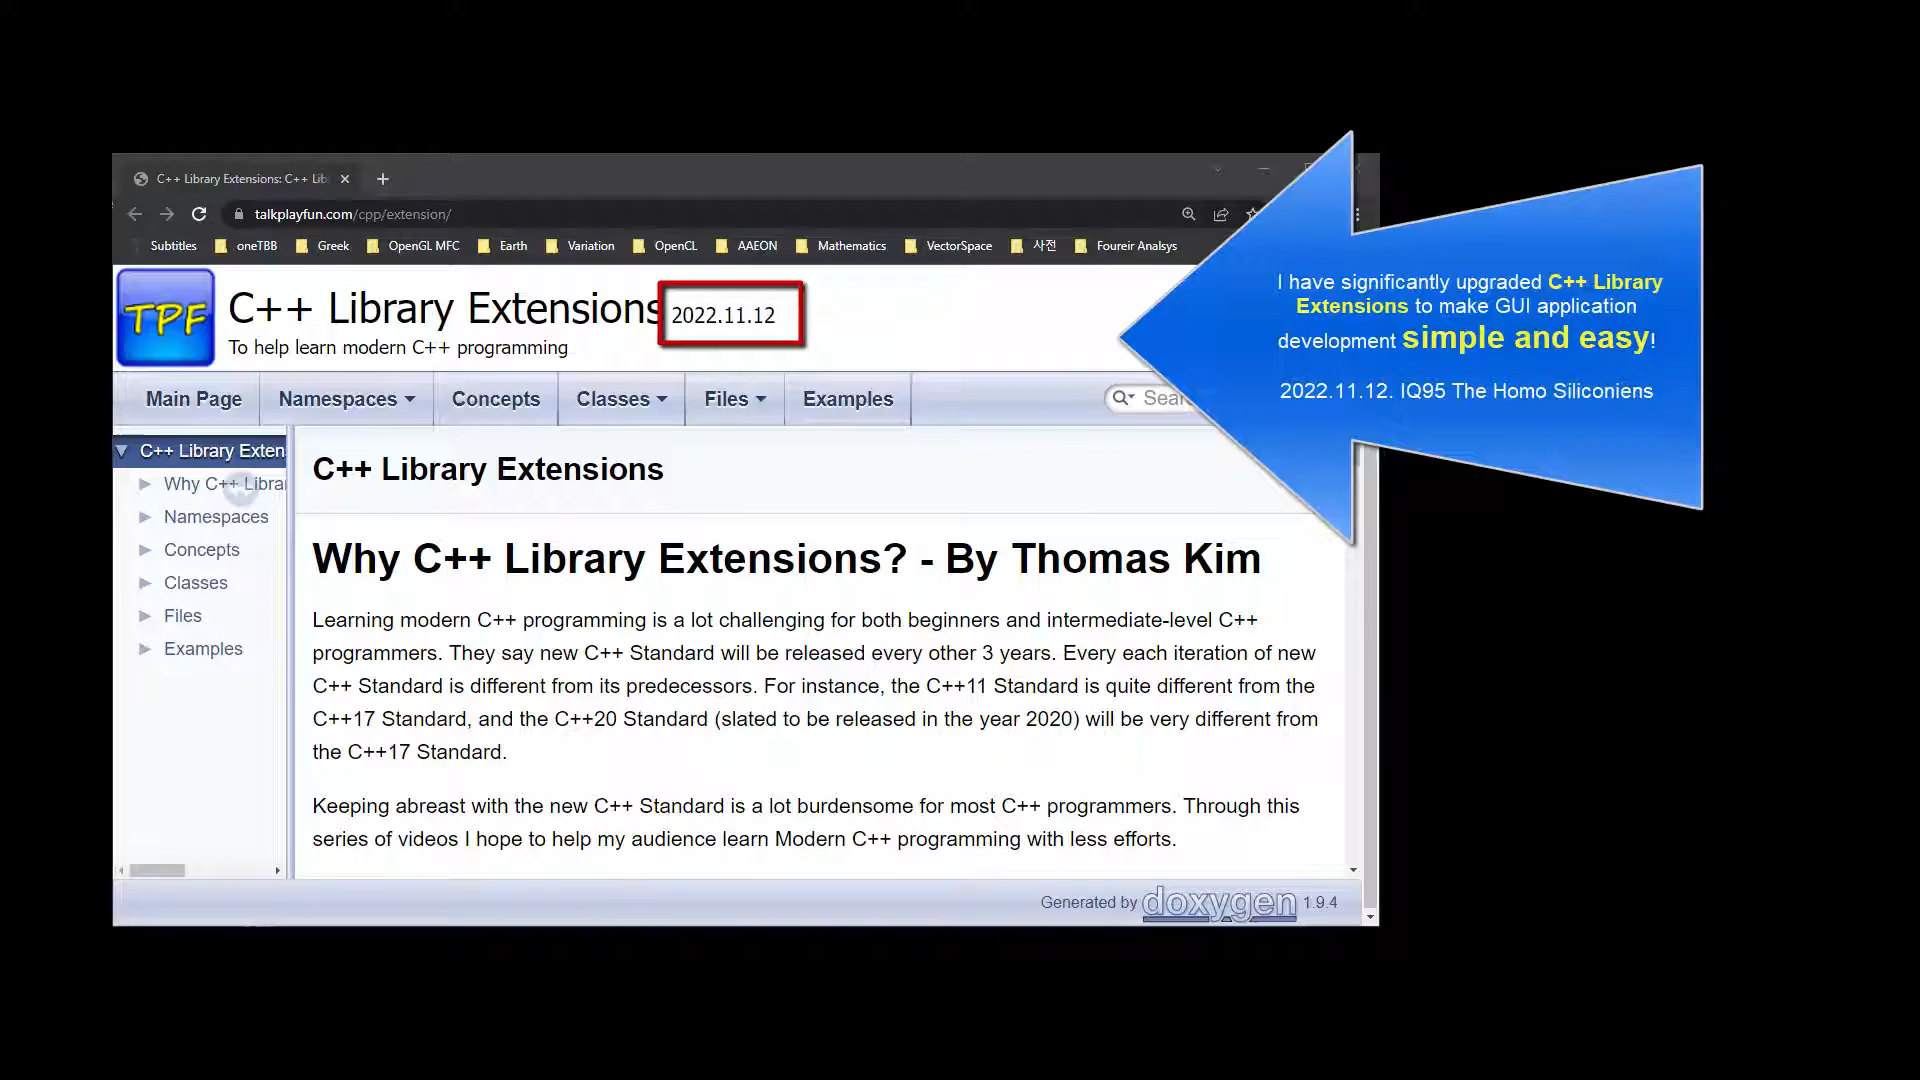 C++ Library Extensions: C++ Lib
talkplayfun.com/cpp/extension/
Subtitles oneTBB Greek OpenGL MFC Earth Variation OpenCL AAEON Mathematics VectorSpace 사전 Foureir Analsys
TPF
C++ Library Extensions 2022.11.12
To help learn modern C++ programming
Main Page Namespaces Concepts Classes Files Examples
I have significantly upgraded C++ Library
Extensions to make GUI application
development simple and easy!
2022.11.12. IQ95 The Homo Siliconiens
C++ Library Exten
Why C++ Librar
Namespaces
Concepts
Classes
Files
Examples
C++ Library Extensions
Why C++ Library Extensions? - By Thomas Kim
Learning modern C++ programming is a lot challenging for both beginners and intermediate-level C++
programmers. They say new C++ Standard will be released every other 3 years. Every each iteration of new
C++ Standard is different from its predecessors. For instance, the C++11 Standard is quite different from the
C++17 Standard, and the C++20 Standard (slated to be released in the year 2020) will be very different from
the C++17 Standard.
Keeping abreast with the new C++ Standard is a lot burdensome for most C++ programmers. Through this
series of videos I hope to help my audience learn Modern C++ programming with less efforts.
Generated by doxygen 1.9.4